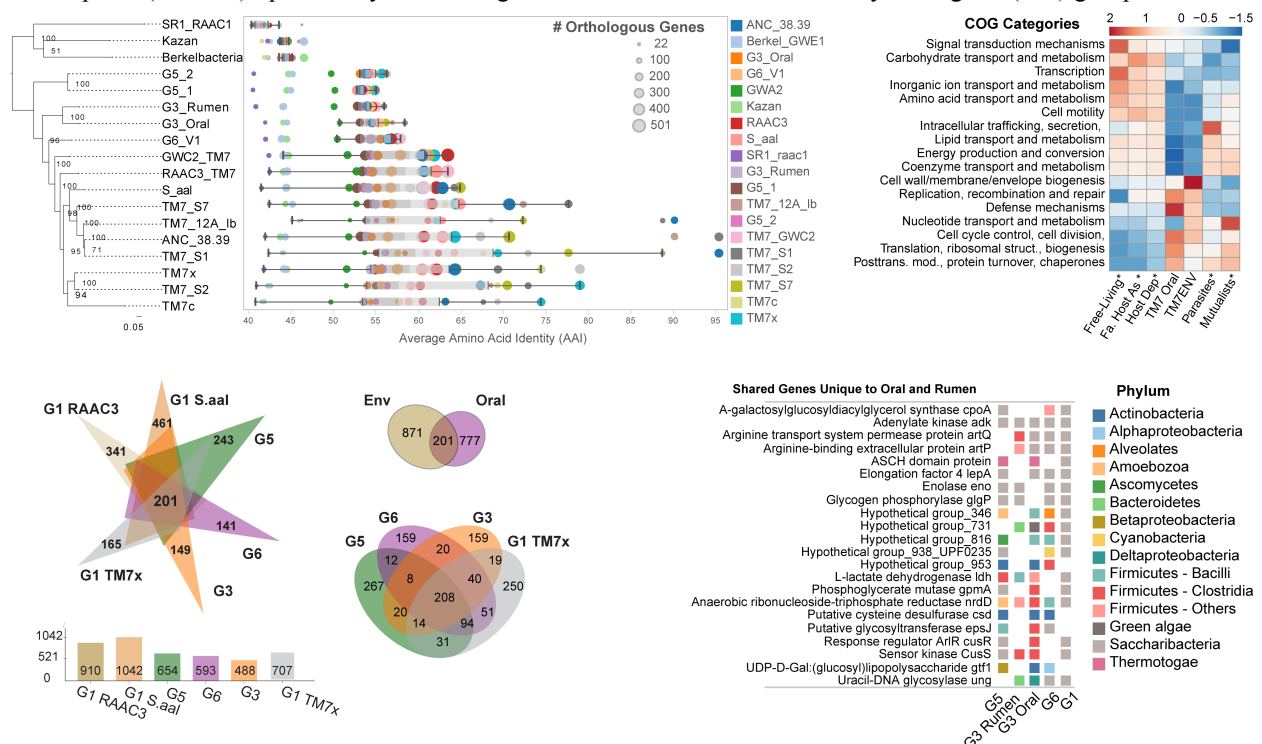 SR1_RAAC1
Kazan
Berkelbacteria
G5_2
G5_1
G3_Rumen
G3_Oral
G6_V1
GWC2_TM7
RAAC3_TM7
S_aal
TM7_S7
TM7_12A_Ib
ANC_38.39
TM7_S1
TM7x
TM7_S2
TM7c
100
51
100
100
96
100
100
100
98
100
100
95
71
100
94
0.05
# Orthologous Genes
22
100
200
300
400
501
40 45 50 55 60 65 70 75 80 85 90 95
Average Amino Acid Identity (AAI)
ANC_38.39
Berkel_GWE1
G3_Oral
G6_V1
GWA2
Kazan
RAAC3
S_aal
SR1_raac1
G3_Rumen
G5_1
TM7_12A_Ib
G5_2
TM7_GWC2
TM7_S1
TM7_S2
TM7_S7
TM7c
TM7x
COG Categories
2 1 0 −0.5 −1.5
Signal transduction mechanisms
Carbohydrate transport and metabolism
Transcription
Inorganic ion transport and metabolism
Amino acid transport and metabolism
Cell motility
Intracellular trafficking, secretion,
Lipid transport and metabolism
Energy production and conversion
Coenzyme transport and metabolism
Cell wall/membrane/envelope biogenesis
Replication, recombination and repair
Defense mechanisms
Nucleotide transport and metabolism
Cell cycle control, cell division,
Translation, ribosomal struct., biogenesis
Posttrans. mod., protein turnover, chaperones
Free-Living*
Fa. Host As *
Host Dep*
TM7 Oral
TM7ENV
Parasites*
Mutualists*
G1 RAAC3
G1 S.aal
G5
G6
G3
G1 TM7x
341
461
243
141
149
165
201
1042
521
0
910 1042 654 593 488 707
G1 RAAC3
G1 S.aal
G5
G6
G3
G1 TM7x
Env Oral
871 201 777
G6 G3
G5 G1 TM7x
159 159
12 20 19
267 8 40 250
208
20 14 94 51
31
Shared Genes Unique to Oral and Rumen
A-galactosylglucosyldiacylglycerol synthase cpoA
Adenylate kinase adk
Arginine transport system permease protein artQ
Arginine-binding extracellular protein artP
ASCH domain protein
Elongation factor 4 lepA
Enolase eno
Glycogen phosphorylase glgP
Hypothetical group_346
Hypothetical group_731
Hypothetical group_816
Hypothetical group_938_UPF0235
Hypothetical group_953
L-lactate dehydrogenase ldh
Phosphoglycerate mutase gpmA
Anaerobic ribonucleoside-triphosphate reductase nrdD
Putative cysteine desulfurase csd
Putative glycosyltransferase epsJ
Response regulator ArlR cusR
Sensor kinase CusS
UDP-D-Gal:(glucosyl)lipopolysaccharide gtf1
Uracil-DNA glycosylase ung
G5
G3 Rumen
G3 Oral
G6
G1
Phylum
Actinobacteria
Alphaproteobacteria
Alveolates
Amoebozoa
Ascomycetes
Bacteroidetes
Betaproteobacteria
Cyanobacteria
Deltaproteobacteria
Firmicutes - Bacilli
Firmicutes - Clostridia
Firmicutes - Others
Green algae
Saccharibacteria
Thermotogae